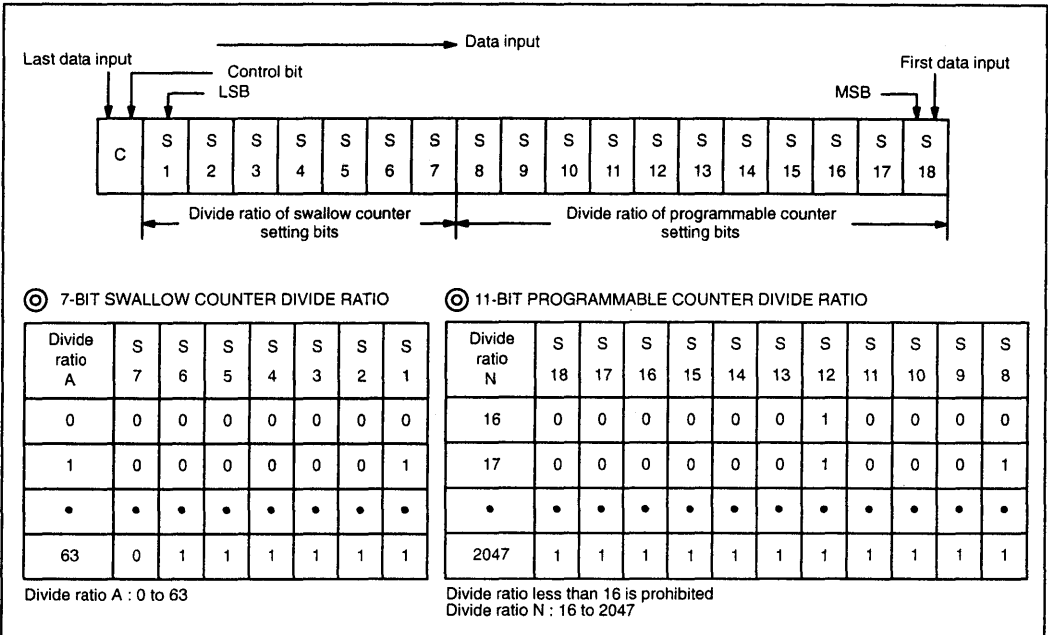 Data input
Last data input
First data input
Control bit
LSB
MSB
C S 1 S 2 S 3 S 4 S 5 S 6 S 7 S 8 S 9 S 10 S 11 S 12 S 13 S 14 S 15 S 16 S 17 S 18
Divide ratio of swallow counter
setting bits
Divide ratio of programmable counter
setting bits
7-BIT SWALLOW COUNTER DIVIDE RATIO
Divide ratio A S 7 S 6 S 5 S 4 S 3 S 2 S 1
0 0 0 0 0 0 0 0
1 0 0 0 0 0 0 1
• • • • • • • •
63 0 1 1 1 1 1 1
Divide ratio A : 0 to 63
11-BIT PROGRAMMABLE COUNTER DIVIDE RATIO
Divide ratio N S 18 S 17 S 16 S 15 S 14 S 13 S 12 S 11 S 10 S 9 S 8
16 0 0 0 0 0 0 1 0 0 0 0
17 0 0 0 0 0 0 1 0 0 0 1
• • • • • • • • • • • •
2047 1 1 1 1 1 1 1 1 1 1 1
Divide ratio less than 16 is prohibited
Divide ratio N : 16 to 2047